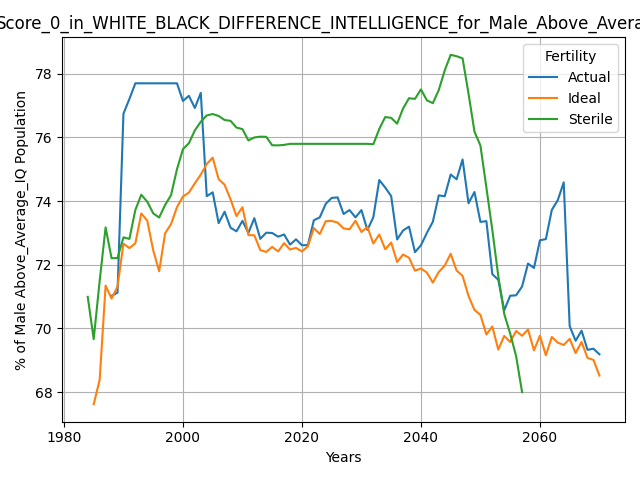 Score_0_in_WHITE_BLACK_DIFFERENCE_INTELLIGENCE_for_Male_Above_Avera
% of Male Above_Average_IQ Population
78
76
74
72
70
68
Fertility
Actual
Ideal
Sterile
1980 2000 2020 2040 2060
Years